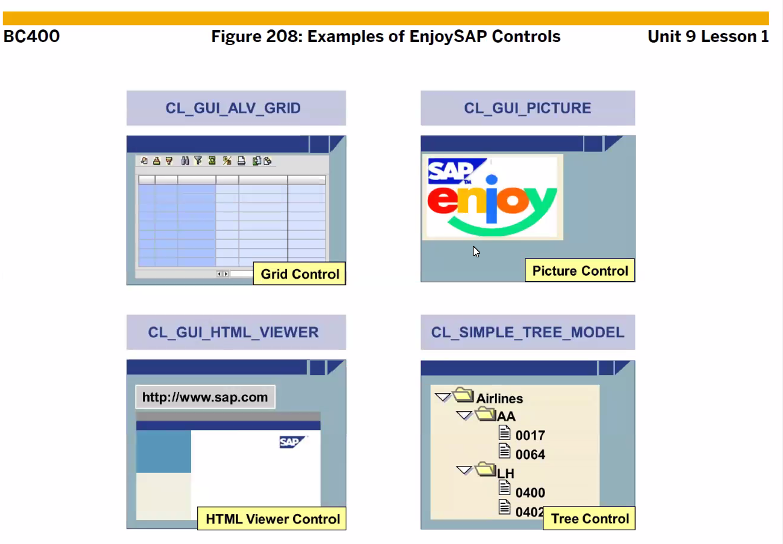 BC400 Figure 208: Examples of EnjoySAP Controls Unit 9 Lesson 1
CL_GUI_ALV_GRID
CL_GUI_PICTURE
SAP
enjoy
Grid Control
Picture Control
CL_GUI_HTML_VIEWER
CL_SIMPLE_TREE_MODEL
http://www.sap.com
SAP
HTML Viewer Control
Airlines
AA
0017
0064
LH
0400
0402
Tree Control